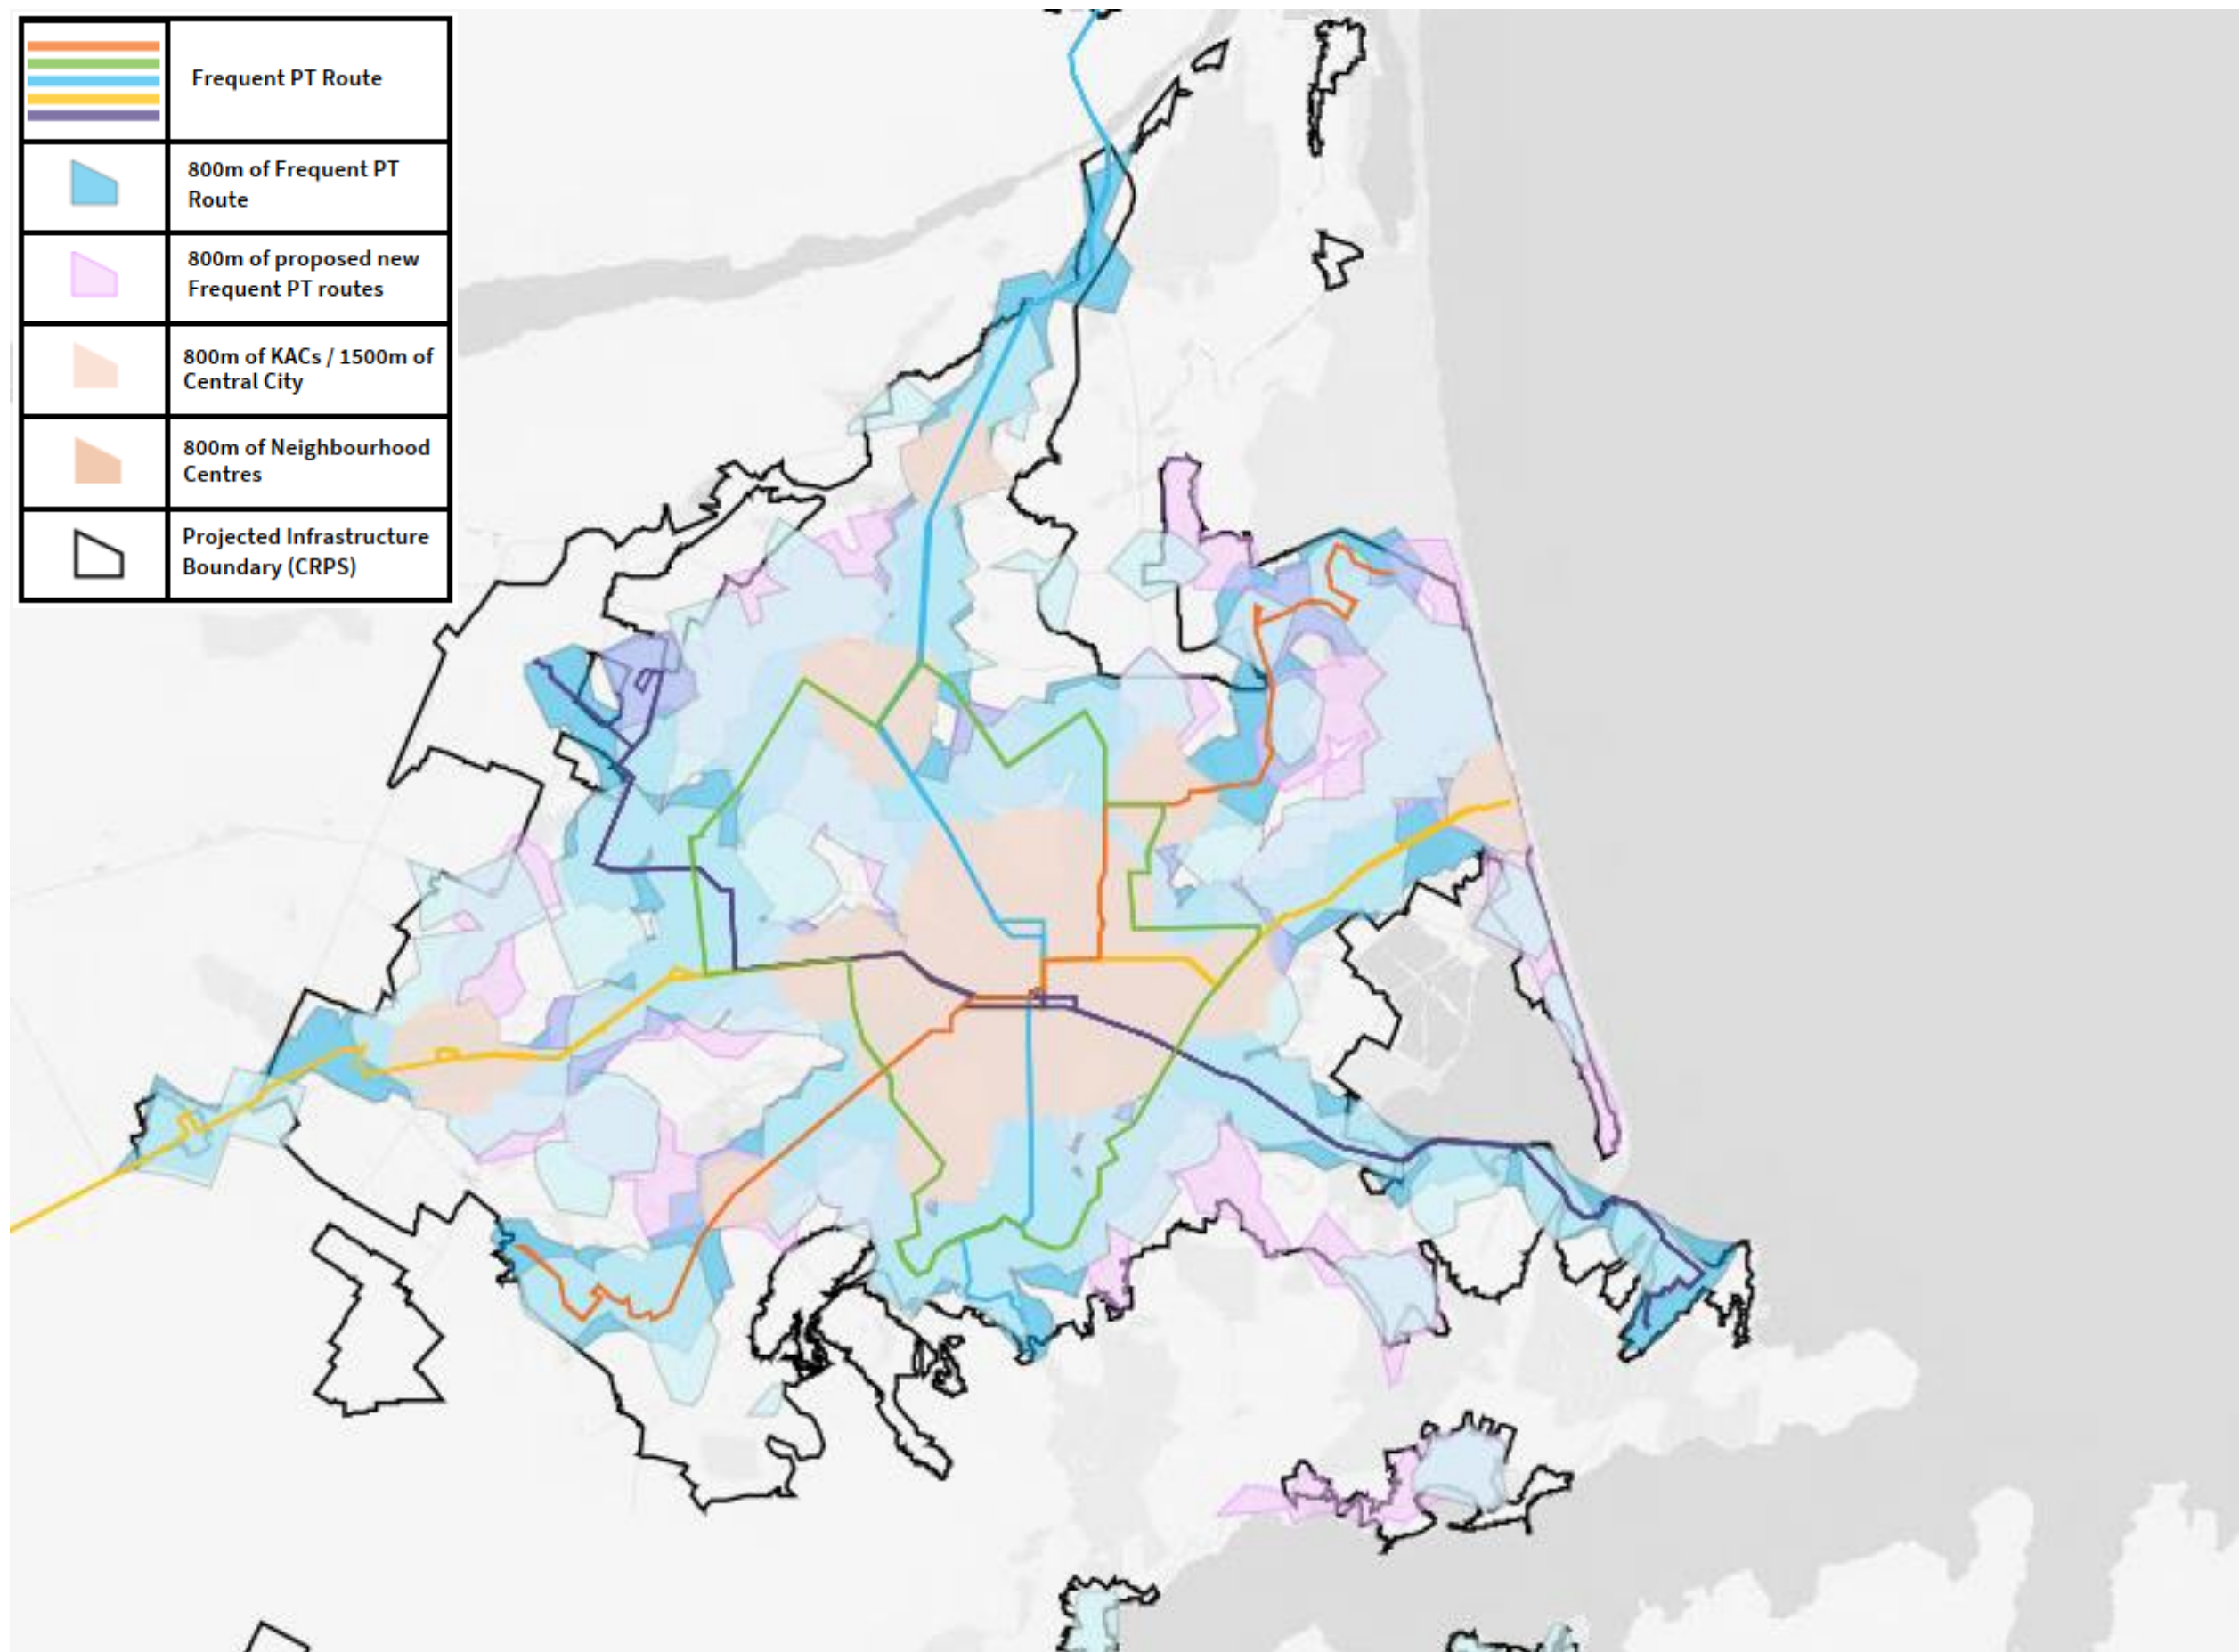 Frequent PT Route
800m of Frequent PT
Route
800m of proposed new
Frequent PT routes
800m of KACs / 1500m of
Central City
800m of Neighbourhood
Centres
Projected Infrastructure
Boundary (CRPS)